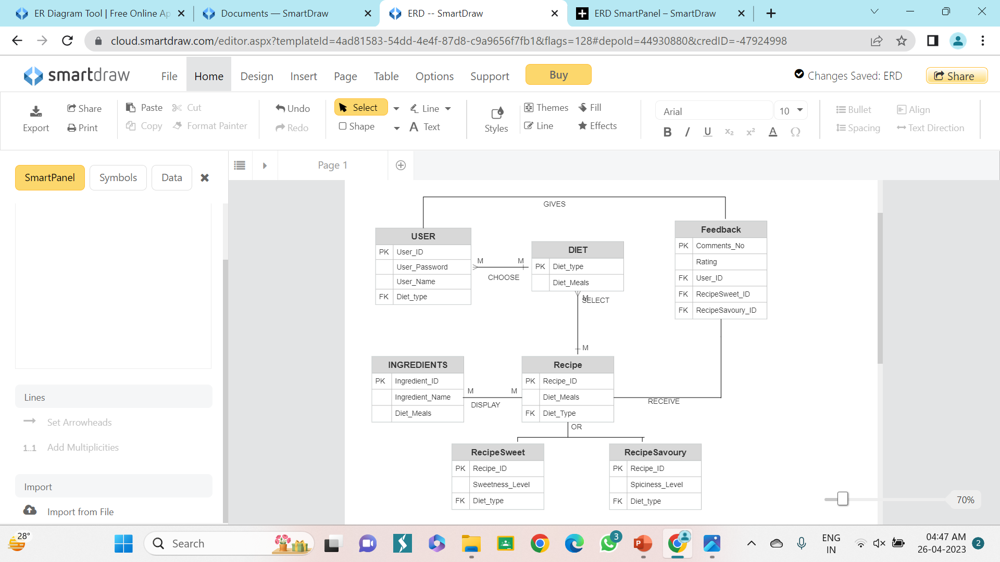 ER Diagram Tool | Free Online Ap
Documents — SmartDraw
ERD -- SmartDraw
ERD SmartPanel – SmartDraw
cloud.smartdraw.com/editor.aspx?templateId=4ad81583-54dd-4e4f-87d8-c9a9656f7fb1&flags=128#depoId=44930880&credID=-47924998
smartdraw
File
Home
Design
Insert
Page
Table
Options
Support
Buy
Changes Saved: ERD
Share
Export
Share
Print
Paste
Cut
Copy
Format Painter
Undo
Redo
Select
Line
Shape
A Text
Styles
Themes
Fill
Line
Effects
Arial
10
B I U x₂ x² A Ω
Bullet
Align
Spacing
Text Direction
SmartPanel
Symbols
Data
Page 1
GIVES
USER
PK User_ID
User_Password
User_Name
FK Diet_type
M
M
CHOOSE
DIET
PK Diet_type
Diet_Meals
M
SELECT
M
Feedback
PK Comments_No
Rating
FK User_ID
FK RecipeSweet_ID
FK RecipeSavoury_ID
INGREDIENTS
PK Ingredient_ID
Ingredient_Name
Diet_Meals
M
M
DISPLAY
Recipe
PK Recipe_ID
Diet_Meals
FK Diet_Type
RECEIVE
OR
RecipeSweet
PK Recipe_ID
Sweetness_Level
FK Diet_type
RecipeSavoury
PK Recipe_ID
Spiciness_Level
FK Diet_type
Lines
Set Arrowheads
1..1 Add Multiplicities
Import
Import from File
70%
28°
Search
3
P
ENG
IN
04:47 AM
26-04-2023
2